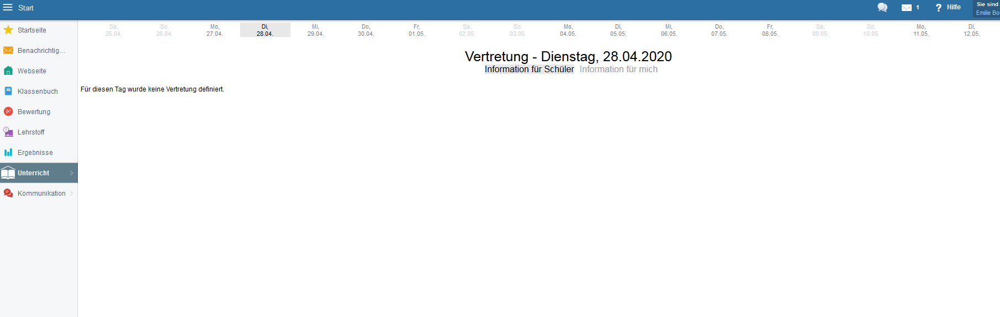 Start
1
Hilfe
Sie sind
Emilie Bo
Startseite
Benachrichtig...
Webseite
Klassenbuch
Bewertung
Lehrstoff
Ergebnisse
Unterricht
Kommunikation
Sa, 25.04.
So, 26.04.
Mo, 27.04.
Di, 28.04.
Mi, 29.04.
Do, 30.04.
Fr, 01.05.
Sa, 02.05.
So, 03.05.
Mo, 04.05.
Di, 05.05.
Mi, 06.05.
Do, 07.05.
Fr, 08.05.
Sa, 09.05.
So, 10.05.
Mo, 11.05.
Di, 12.05.
Vertretung - Dienstag, 28.04.2020
Information für Schüler Information für mich
Für diesen Tag wurde keine Vertretung definiert.